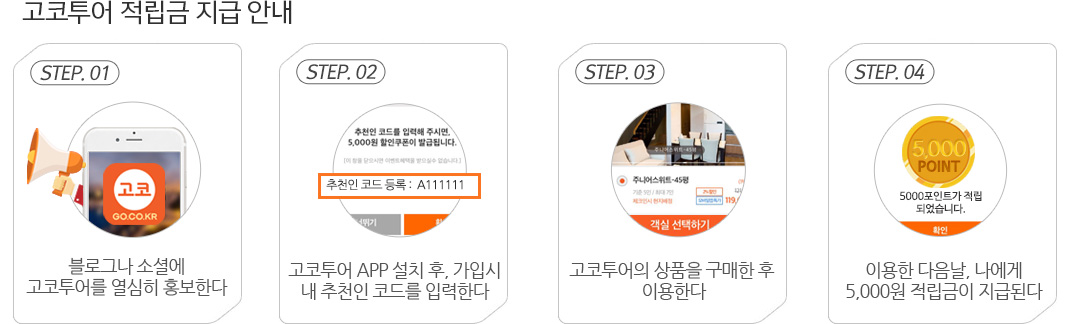 고코투어 적립금 지급 안내
STEP. 01
고코
GO.CO.KR
블로그나 소셜에
고코투어를 열심히 홍보한다
STEP. 02
추천인 코드를 입력해 주시면,
5,000원 할인쿠폰이 발급됩니다.
추천인 코드 등록 : A111111
고코투어 APP 설치 후, 가입시
내 추천인 코드를 입력한다
STEP. 03
주니어스위트-45평
주니어스위트-45평
객실 선택하기
고코투어의 상품을 구매한 후
이용한다
STEP. 04
5,000
POINT
5000포인트가 적립
되었습니다.
확인
이용한 다음날, 나에게
5,000원 적립금이 지급된다